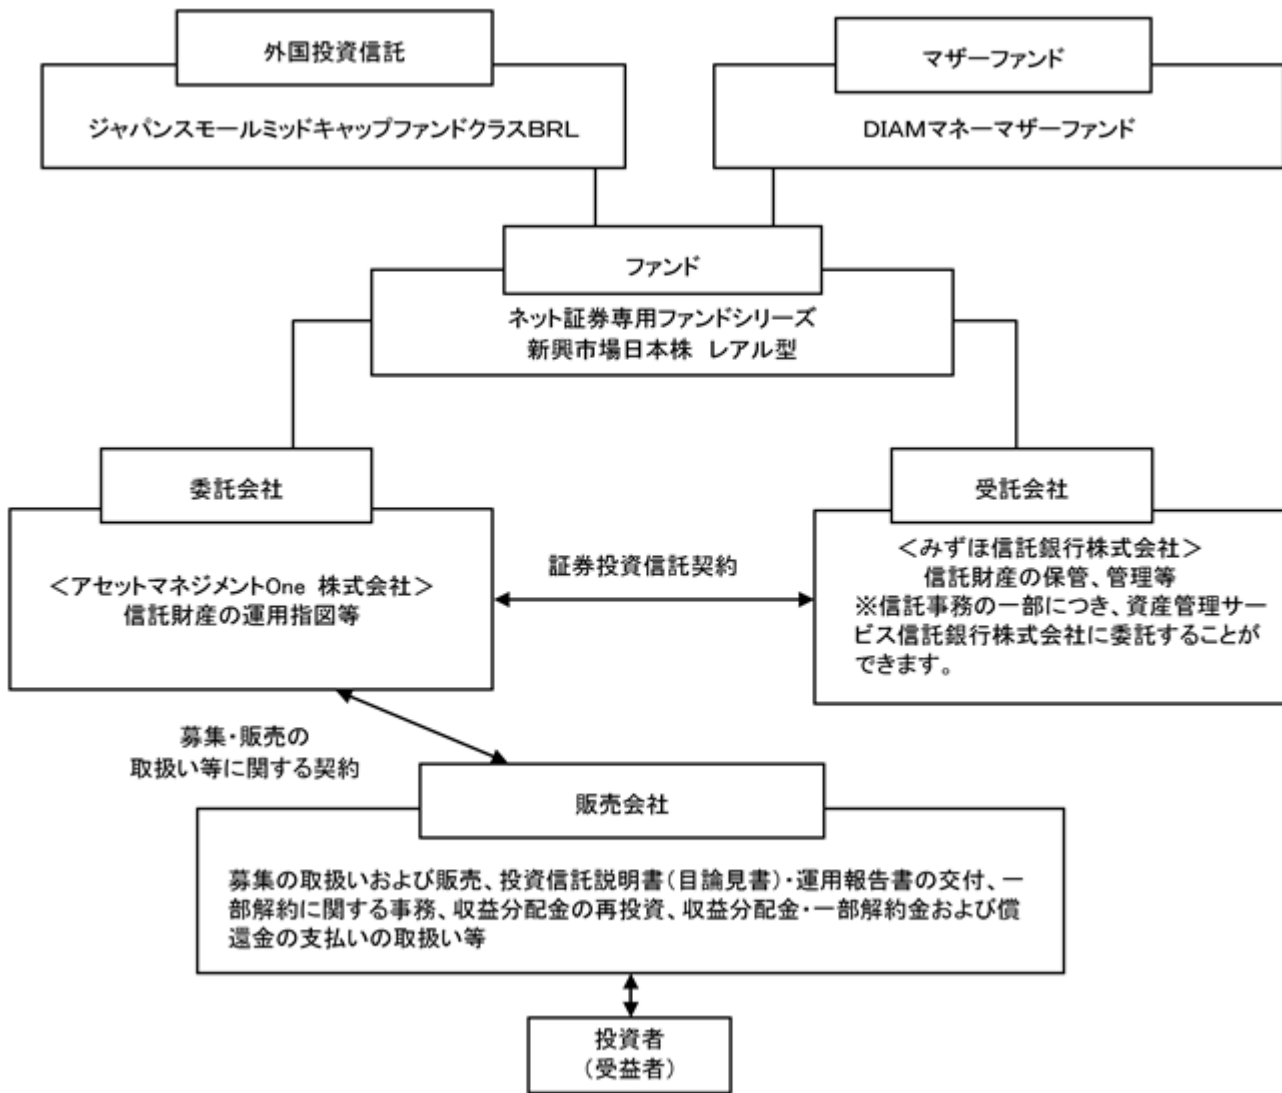 外国投資信託
ジャパンスモールミッドキャップファンドクラスBRL
マザーファンド
DIAMマネーマザーファンド
ファンド
ネット証券専用ファンドシリーズ
新興市場日本株 レアル型
委託会社
＜アセットマネジメントOne 株式会社＞
信託財産の運用指図等
証券投資信託契約
受託会社
＜みずほ信託銀行株式会社＞
信託財産の保管、管理等
※信託事務の一部につき、資産管理サー
ビス信託銀行株式会社に委託することが
できます。
募集・販売の
取扱い等に関する契約
販売会社
募集の取扱いおよび販売、投資信託説明書（目論見書）・運用報告書の交付、一
部解約に関する事務、収益分配金の再投資、収益分配金・一部解約金および償
還金の支払いの取扱い等
投資者
（受益者）